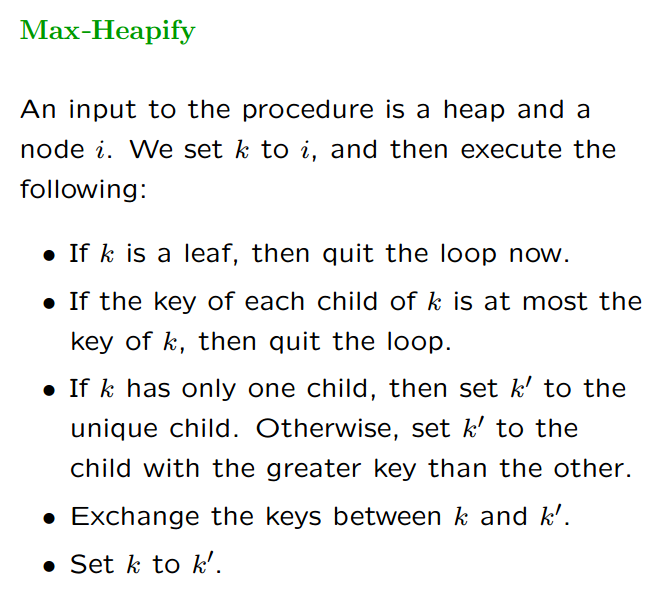 Max-Heapify
An input to the procedure is a heap and a
node i. We set k to i, and then execute the
following:
• If k is a leaf, then quit the loop now.
• If the key of each child of k is at most the
key of k, then quit the loop.
• If k has only one child, then set k′ to the
unique child. Otherwise, set k′ to the
child with the greater key than the other.
• Exchange the keys between k and k′.
• Set k to k′.